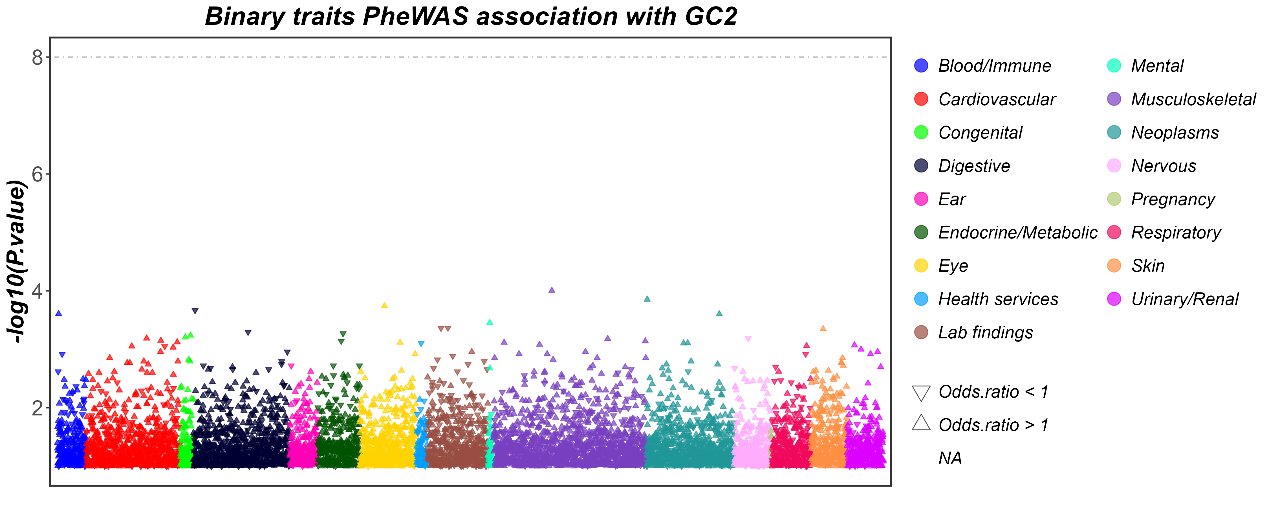 Binary traits PheWAS association with GC2
-log10(P.value)
8
6
4
2
Blood/Immune
Cardiovascular
Congenital
Digestive
Ear
Endocrine/Metabolic
Eye
Health services
Lab findings
Mental
Musculoskeletal
Neoplasms
Nervous
Pregnancy
Respiratory
Skin
Urinary/Renal
Odds.ratio < 1
Odds.ratio > 1
NA